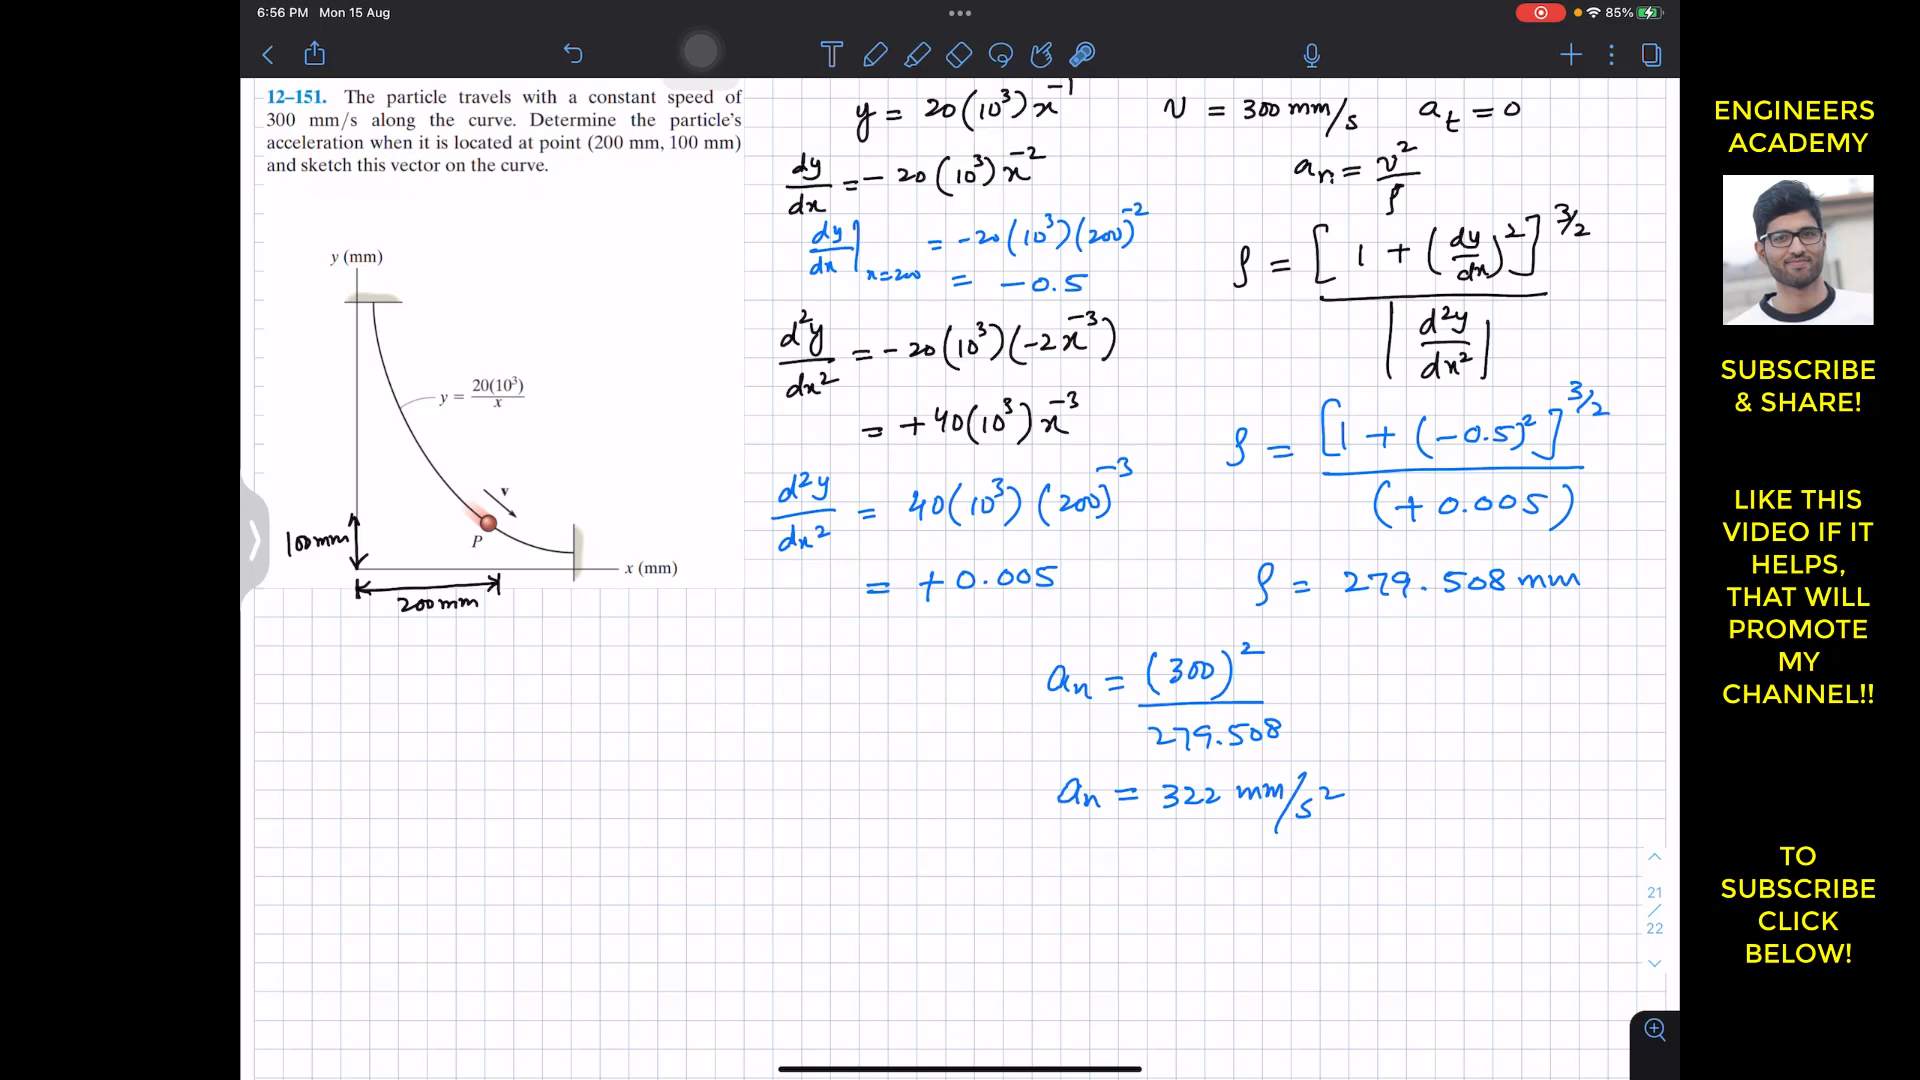 6:56 PM Mon 15 Aug
85%
12–151. The particle travels with a constant speed of
300 mm/s along the curve. Determine the particle's
acceleration when it is located at point (200 mm, 100 mm)
and sketch this vector on the curve.
y (mm)
y = 20(10³)/x
v
P
x (mm)
100mm
200mm
y = 20(10³)x⁻¹
dy/dx = -20(10³)x⁻²
dy/dx|x=200 = -20(10³)(200)⁻²
= -0.5
d²y/dx² = -20(10³)(-2x⁻³)
= +40(10³)x⁻³
d²y/dx² = 40(10³)(200)⁻³
= +0.005
v = 300 mm/s at = 0
an = v²/ρ
ρ = [1 + (dy/dx)²]^3/2 / |d²y/dx²|
ρ = [1 + (-0.5)²]^3/2 / (+0.005)
ρ = 279.508 mm
an = (300)²/279.508
an = 322 mm/s²
21
/
22
ENGINEERS
ACADEMY
SUBSCRIBE
& SHARE!
LIKE THIS
VIDEO IF IT
HELPS,
THAT WILL
PROMOTE
MY
CHANNEL!!
TO
SUBSCRIBE
CLICK
BELOW!